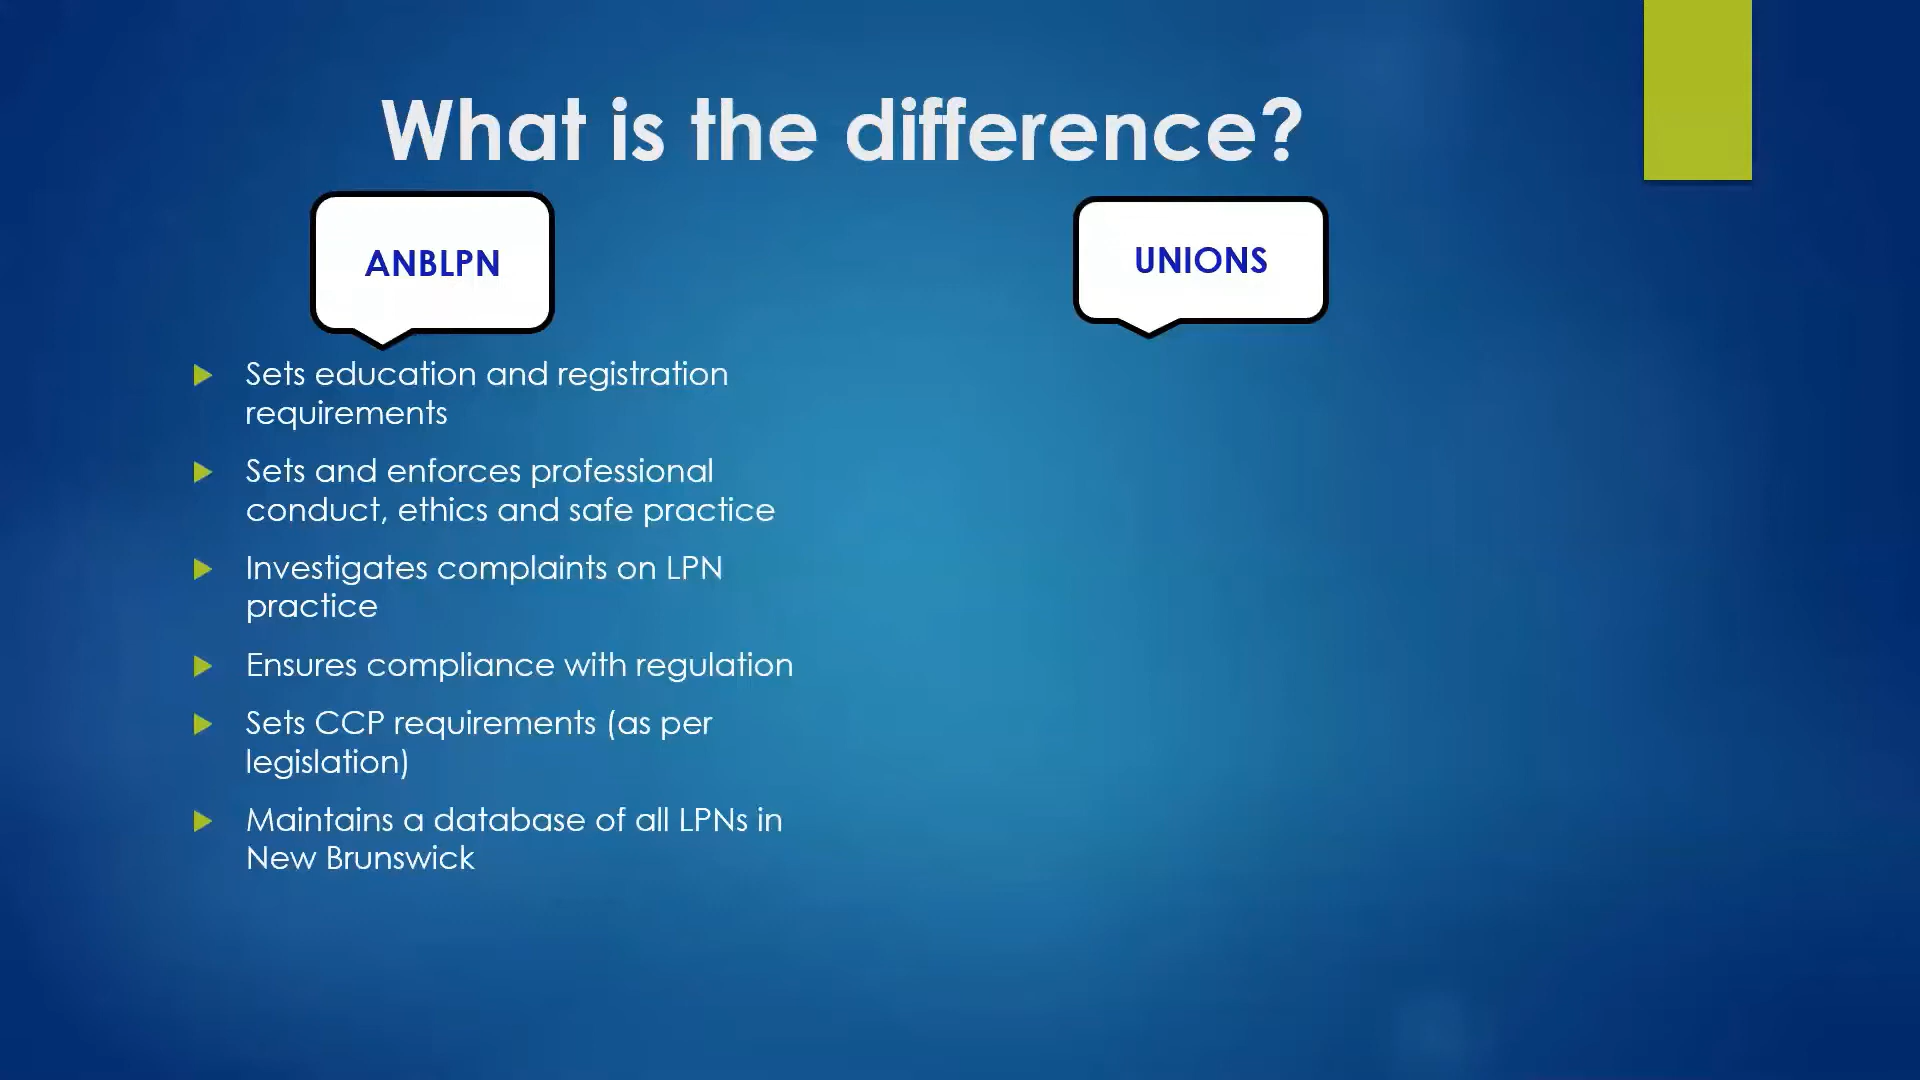 What is the difference?
ANBLPN
UNIONS
Sets education and registration
requirements
Sets and enforces professional
conduct, ethics and safe practice
Investigates complaints on LPN
practice
Ensures compliance with regulation
Sets CCP requirements (as per
legislation)
Maintains a database of all LPNs in
New Brunswick